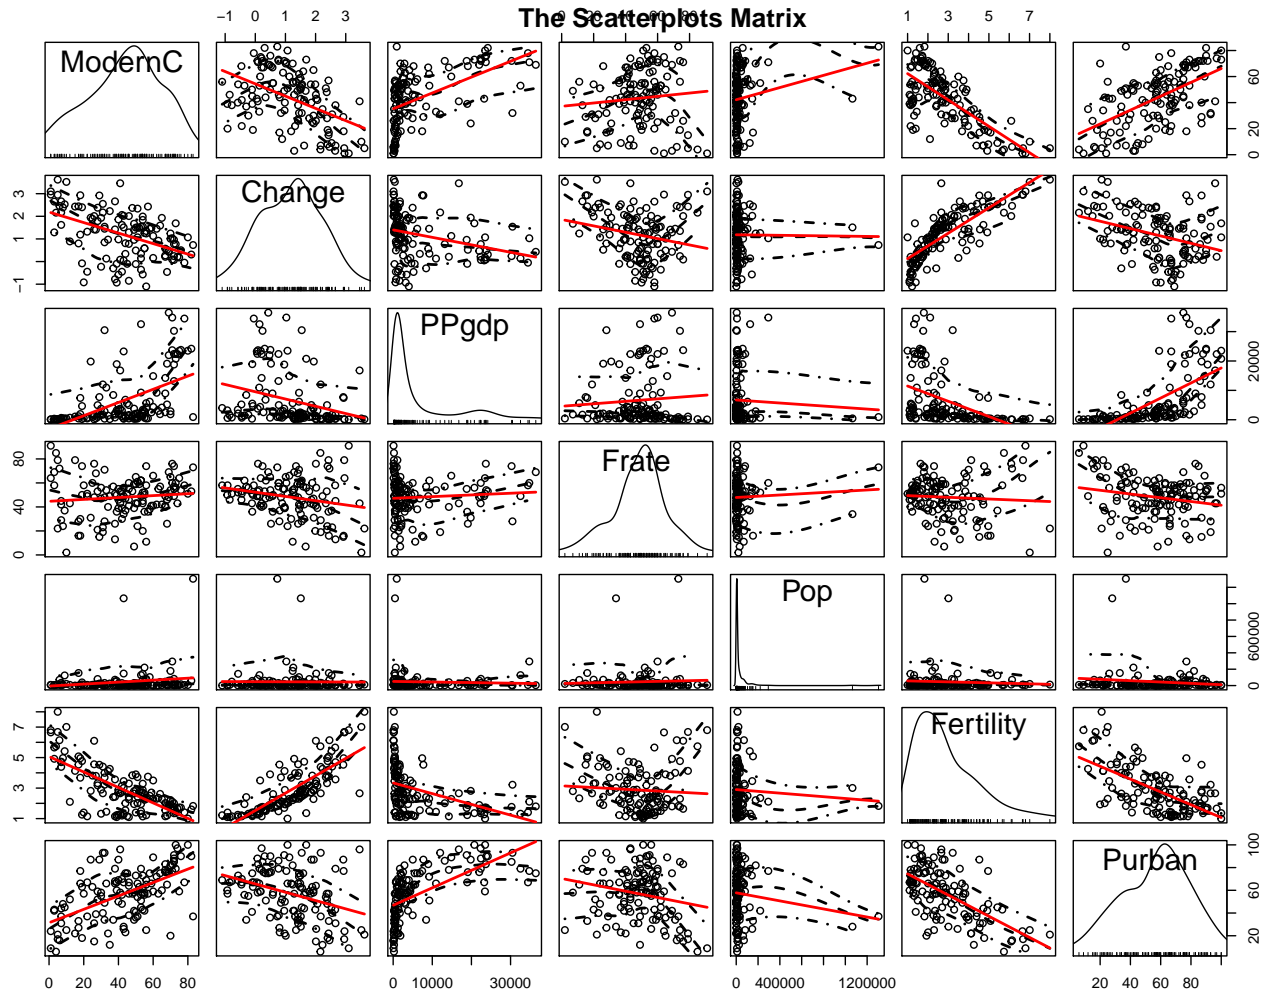 The Scatterplots Matrix
−1 0 1 2 3
0 20 40 60 80
1 3 5 7
ModernC
0 20 60
Change
−1 1 2 3
PPgdp
0 20000
Frate
0 40 80
Pop
0 600000
Fertility
1 3 5 7
Purban
20 60 100
0 20 40 60 80
0 10000 30000
0 400000 1200000
20 40 60 80